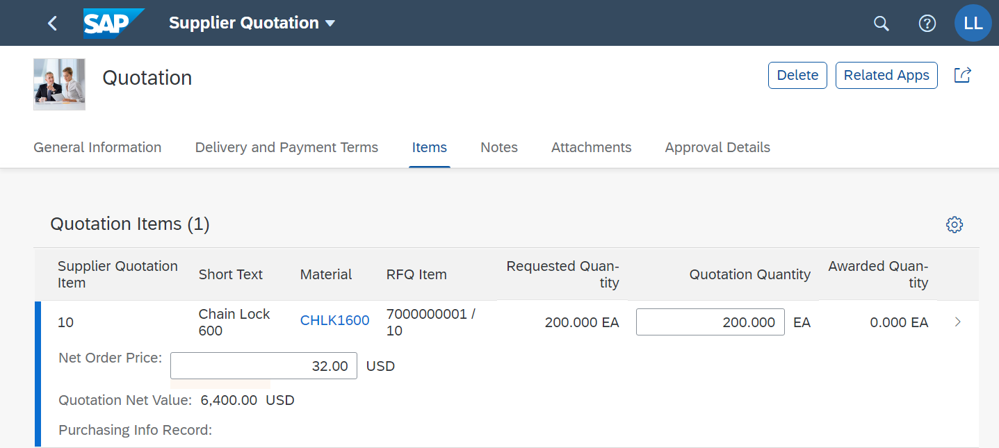 SAP Supplier Quotation LL
Quotation Delete Related Apps
General Information Delivery and Payment Terms Items Notes Attachments Approval Details
Quotation Items (1)
Supplier Quotation Item Short Text Material RFQ Item Requested Quan-tity Quotation Quantity Awarded Quan-tity
10 Chain Lock 600 CHLK1600 7000000001 / 10 200.000 EA 200.000 EA 0.000 EA
Net Order Price: 32.00 USD
Quotation Net Value: 6,400.00 USD
Purchasing Info Record: